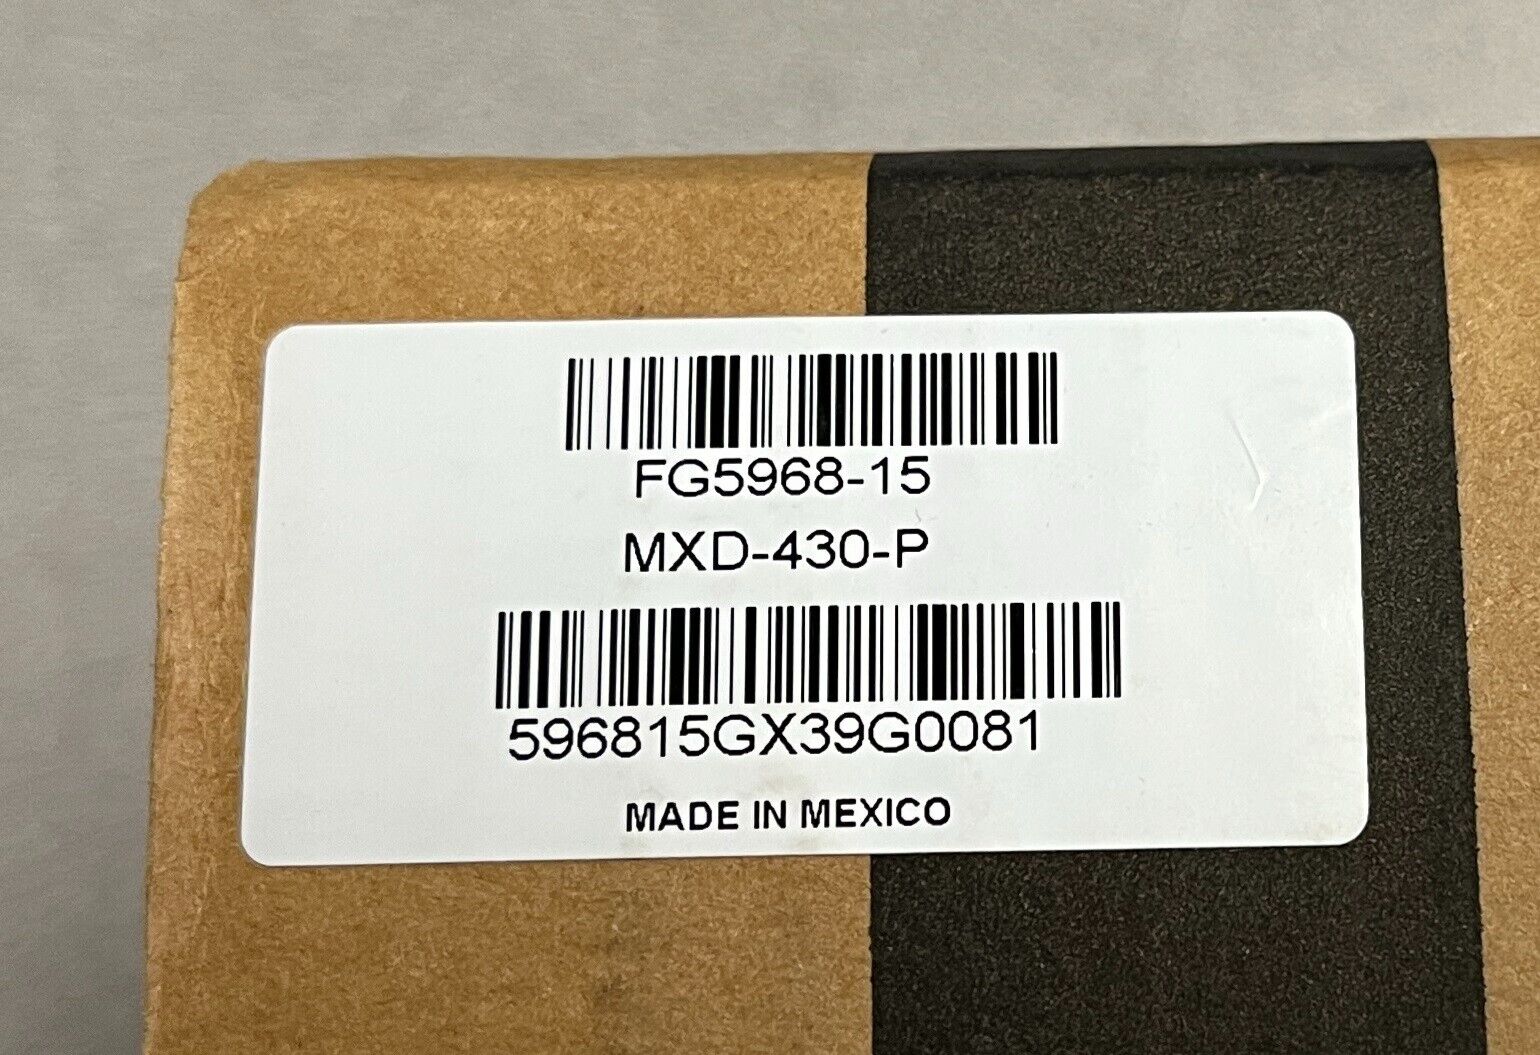 FG5968-15
MXD-430-P
596815GX39G0081
MADE IN MEXICO